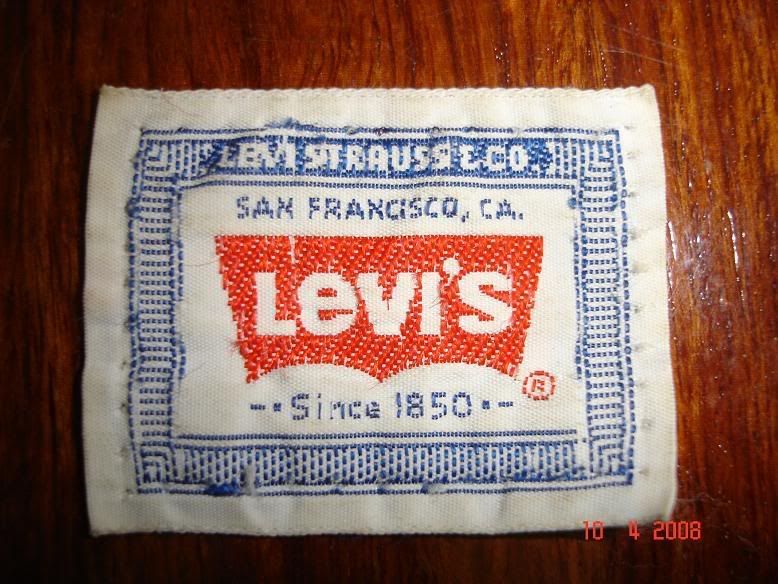 LEVI STRAUSS & CO
SAN FRANCISCO, CA.
LEVI'S
®
-·Since 1850·-
10 4 2008